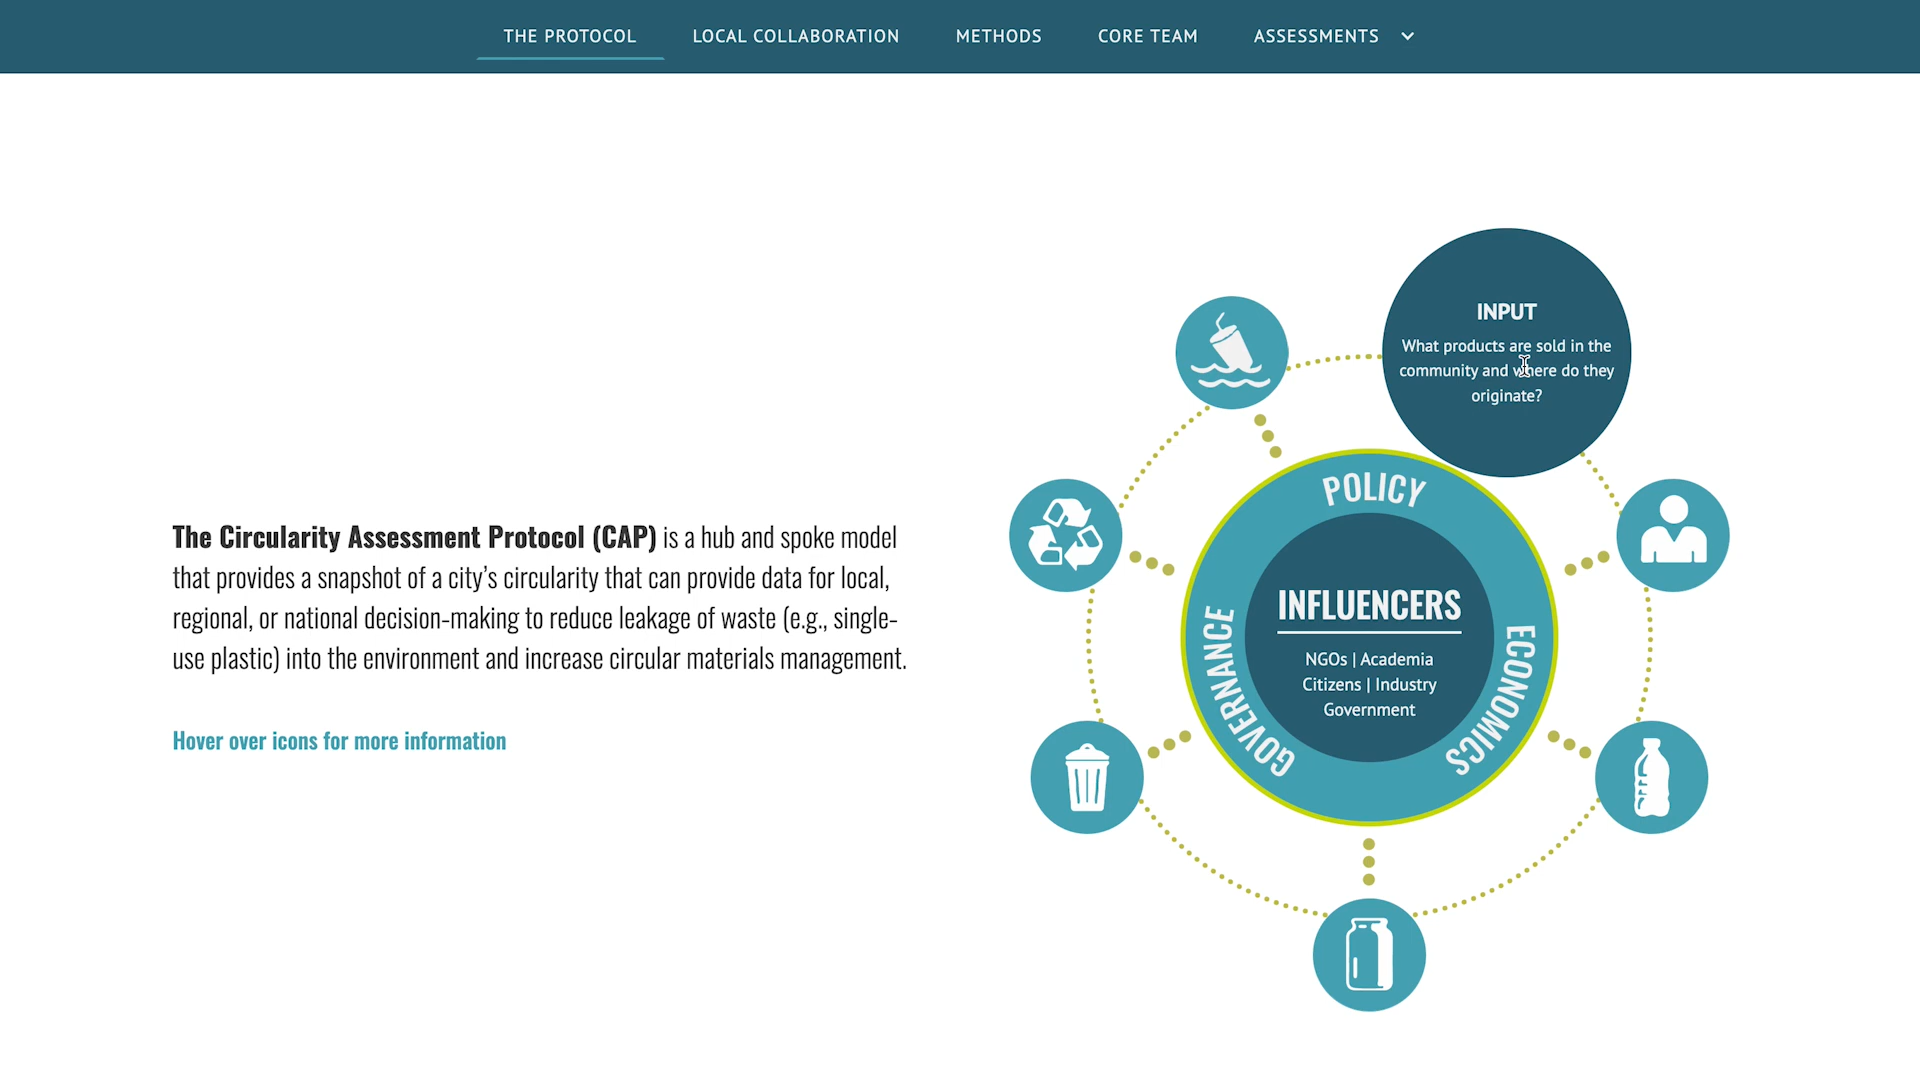 THE PROTOCOL LOCAL COLLABORATION METHODS CORE TEAM ASSESSMENTS
The Circularity Assessment Protocol (CAP) is a hub and spoke model
that provides a snapshot of a city's circularity that can provide data for local,
regional, or national decision-making to reduce leakage of waste (e.g., single-
use plastic) into the environment and increase circular materials management.
Hover over icons for more information
INPUT
What products are sold in the
community and where do they
originate?
POLICY
ECONOMICS
GOVERNANCE
INFLUENCERS
NGOs | Academia
Citizens | Industry
Government